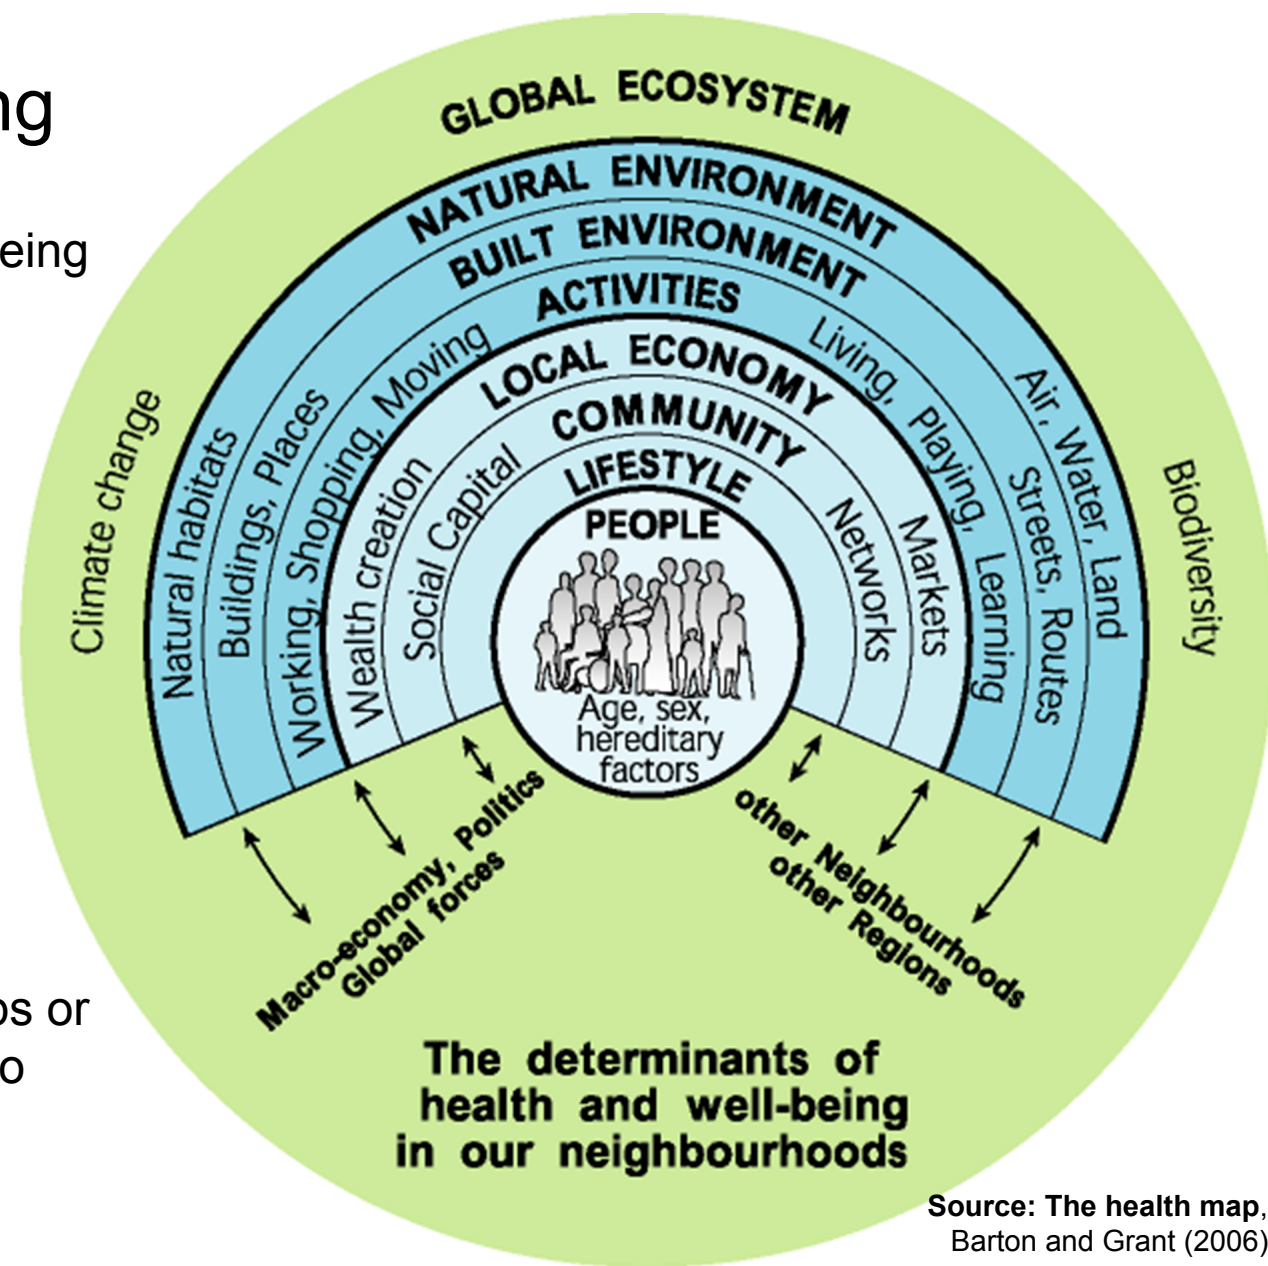 ng
eing
GLOBAL ECOSYSTEM
NATURAL ENVIRONMENT
BUILT ENVIRONMENT
ACTIVITIES
LOCAL ECONOMY
COMMUNITY
LIFESTYLE
PEOPLE
Age, sex,
hereditary
factors
Climate change
Natural habitats
Buildings, Places
Working, Shopping, Moving
Wealth creation
Social Capital
Living, Playing, Learning
Air, Water, Land
Streets, Routes
Markets
Networks
Biodiversity
Macro-economy, Politics
Global forces
other Neighbourhoods
other Regions
os or
o
The determinants of
health and well-being
in our neighbourhoods
Source: The health map,
Barton and Grant (2006)